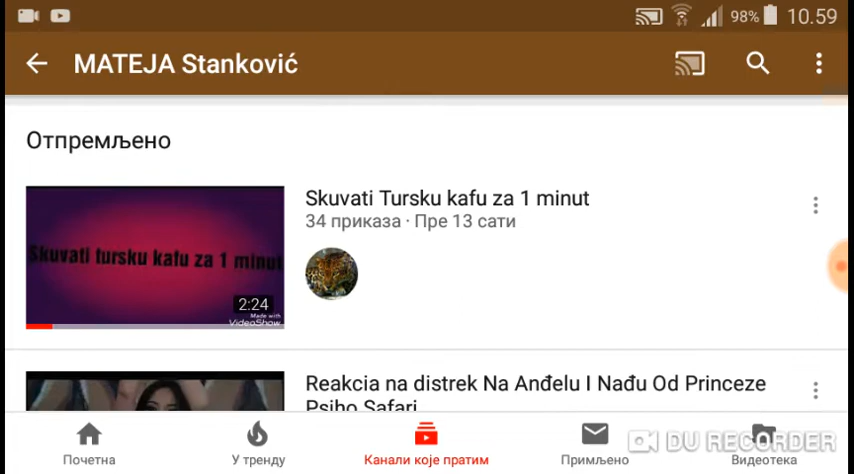 98% 10.59
MATEJA Stanković
Отпремљено
Skuvati tursku kafu za 1 minut
2:24
Made with
VideoShow
Skuvati Tursku kafu za 1 minut
34 приказа · Пре 13 сати
Reakcia na distrek Na Anđelu I Nađu Od Princeze
Psiho Safari
Почетна
У тренду
Канали које пратим
Примљено
Видеотека
DU RECORDER